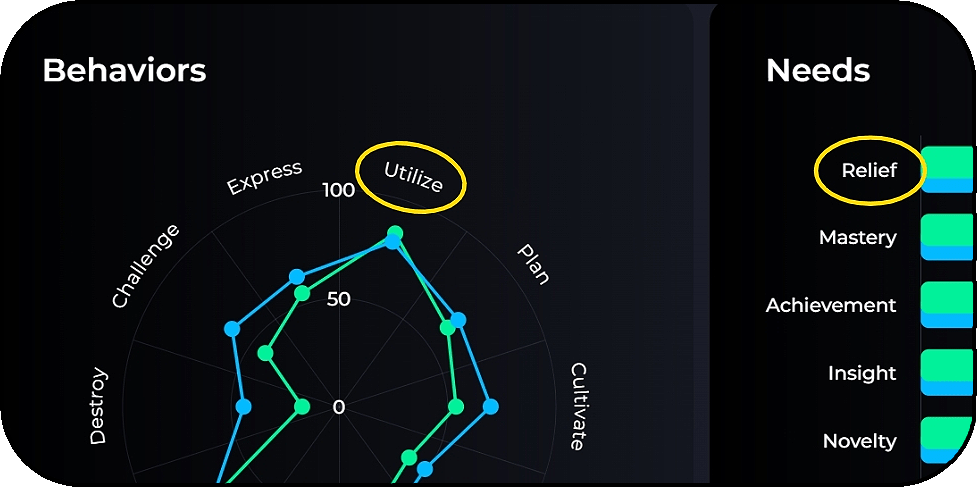 Behaviors
Needs
Express
Utilize
100
Challenge
Plan
50
Destroy
0
Cultivate
Relief
Mastery
Achievement
Insight
Novelty